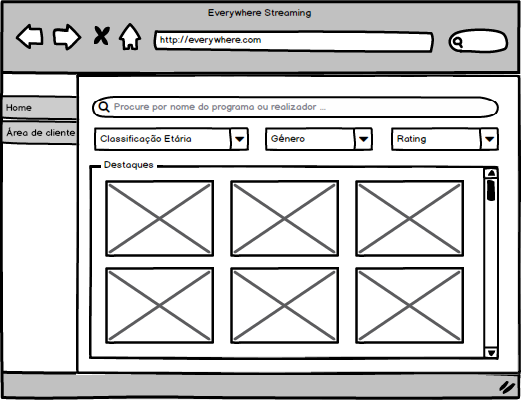 Everywhere Streaming
http://everywhere.com
Home
Área de cliente
Procure por nome do programa ou realizador ...
Classificação Etária
Gênero
Rating
Destaques